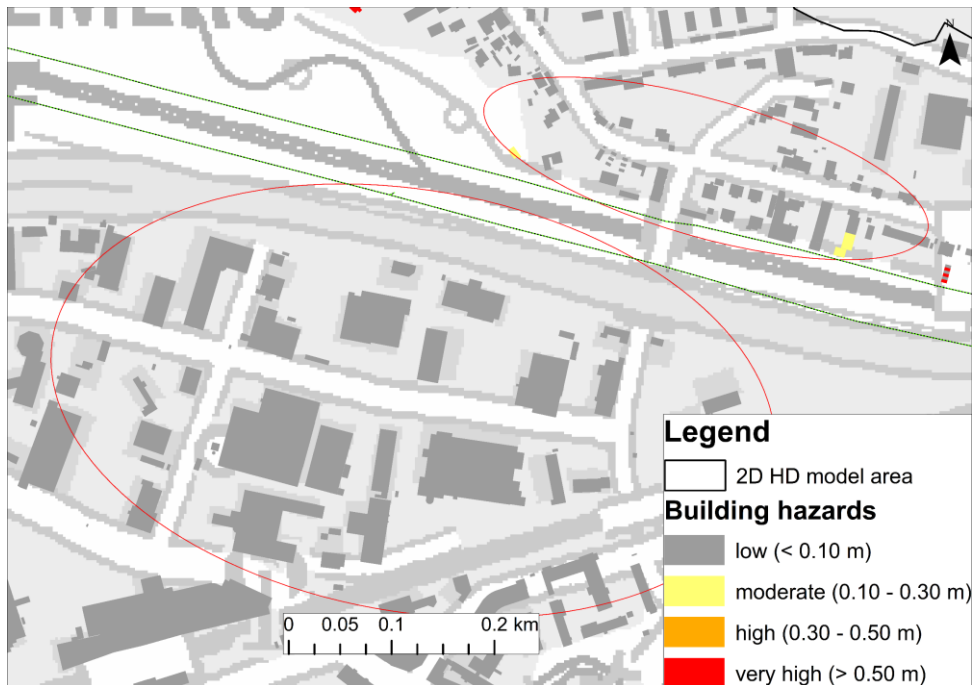 N
Legend
2D HD model area
Building hazards
low (< 0.10 m)
moderate (0.10 - 0.30 m)
high (0.30 - 0.50 m)
very high (> 0.50 m)
0 0.05 0.1 0.2 km